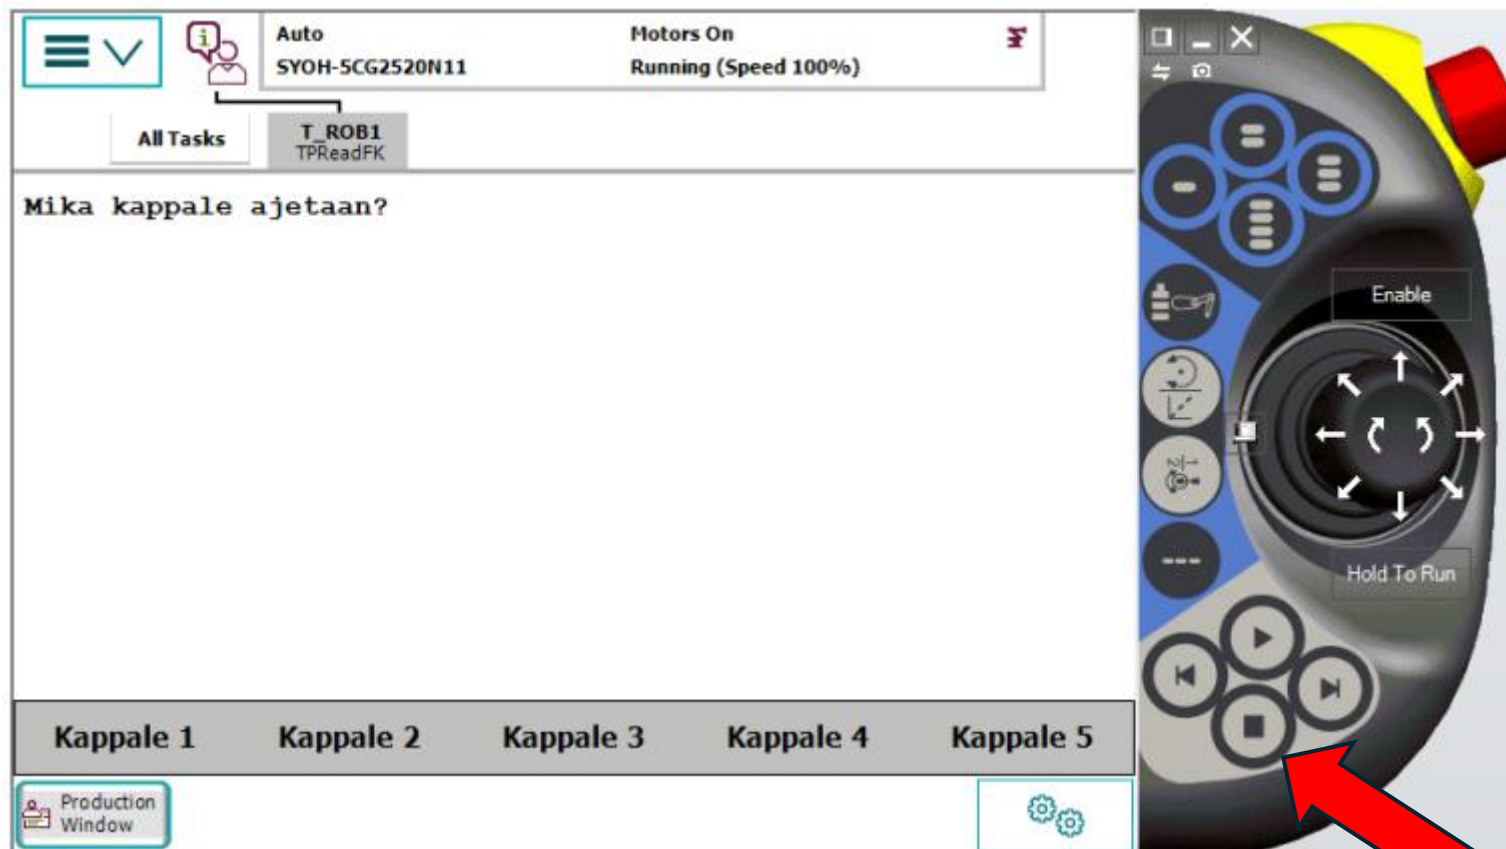 Auto
Motors On
SYOH-5CG2520N11
Running (Speed 100%)
All Tasks
T_ROB1
TPReadFK
Mika kappale ajetaan?
Enable
Hold To Run
Kappale 1
Kappale 2
Kappale 3
Kappale 4
Kappale 5
Production
Window